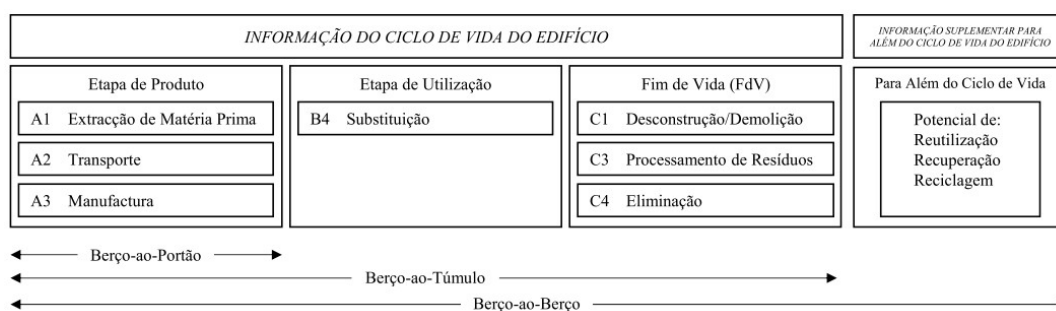 INFORMAÇÃO DO CICLO DE VIDA DO EDIFÍCIO
INFORMAÇÃO SUPLEMENTAR PARA
ALÉM DO CICLO DE VIDA DO EDIFÍCIO
Etapa de Produto
A1 Extracção de Matéria Prima
A2 Transporte
A3 Manufactura
Etapa de Utilização
B4 Substituição
Fim de Vida (FdV)
C1 Desconstrução/Demolição
C3 Processamento de Resíduos
C4 Eliminação
Para Além do Ciclo de Vida
Potencial de:
Reutilização
Recuperação
Reciclagem
Berço-ao-Portão
Berço-ao-Túmulo
Berço-ao-Berço